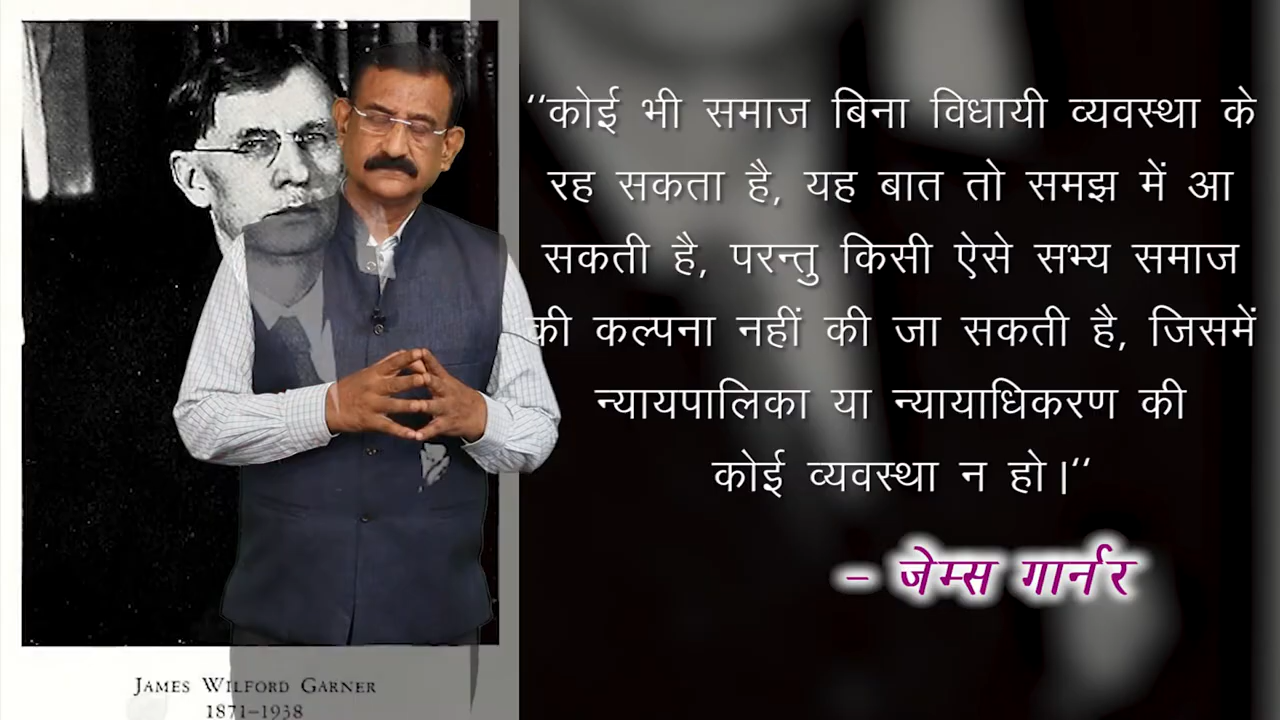 ‘‘कोई भी समाज बिना विधायी व्यवस्था के
रह सकता है, यह बात तो समझ में आ
सकती है, परन्तु किसी ऐसे सभ्य समाज
की कल्पना नहीं की जा सकती है, जिसमें
न्यायपालिका या न्यायाधिकरण की
कोई व्यवस्था न हो।‘‘
– जेम्स गार्नर
JAMES WILFORD GARNER
1871–1938